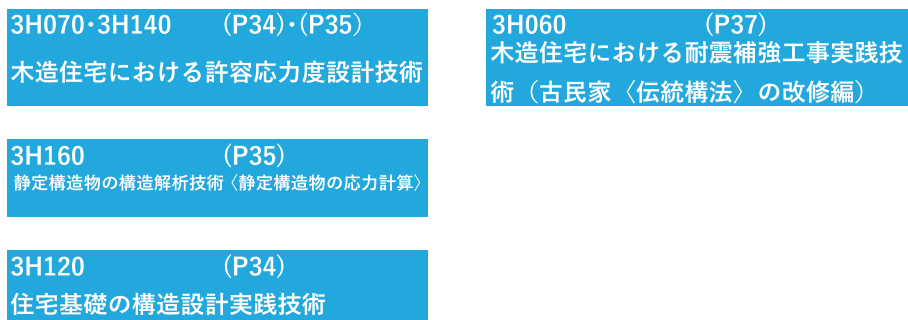 3H070・3H140 （P34）・（P35）
木造住宅における許容応力度設計技術
3H160 （P35）
静定構造物の構造解析技術〈静定構造物の応力計算〉
3H120 （P34）
住宅基礎の構造設計実践技術
3H060 （P37）
木造住宅における耐震補強工事実践技
術（古民家〈伝統構法〉の改修編）